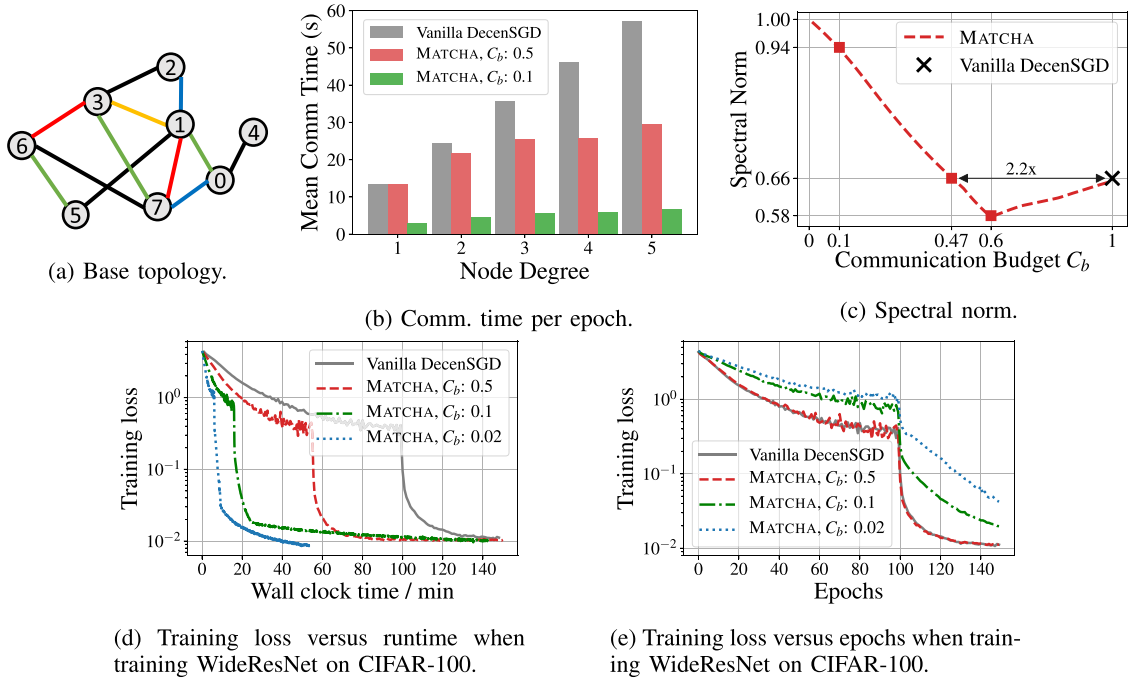 2
3
1
4
6
0
5
7
(a) Base topology.
Mean Comm Time (s)
60
50
40
30
20
10
0
Vanilla DecenSGD
MATCHA, C_b: 0.5
MATCHA, C_b: 0.1
1 2 3 4 5
Node Degree
(b) Comm. time per epoch.
Spectral Norm
1.00
0.94
0.66
0.58
MATCHA
Vanilla DecenSGD
2.2x
0 0.1 0.47 0.6 1
Communication Budget C_b
(c) Spectral norm.
Training loss
10^0
10^−1
10^−2
Vanilla DecenSGD
MATCHA, C_b: 0.5
MATCHA, C_b: 0.1
MATCHA, C_b: 0.02
0 20 40 60 80 100 120 140
Wall clock time / min
(d) Training loss versus runtime when
training WideResNet on CIFAR-100.
Training loss
10^1
10^0
10^−1
10^−2
Vanilla DecenSGD
MATCHA, C_b: 0.5
MATCHA, C_b: 0.1
MATCHA, C_b: 0.02
0 20 40 60 80 100 120 140
Epochs
(e) Training loss versus epochs when train-
ing WideResNet on CIFAR-100.